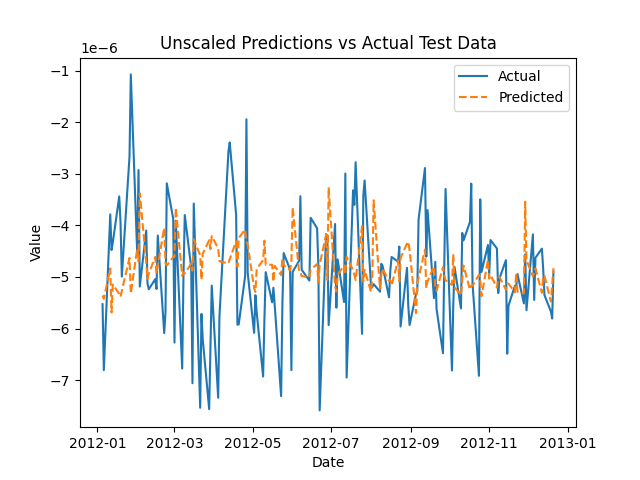 Unscaled Predictions vs Actual Test Data
1e−6
Actual
Predicted
−1
−2
−3
−4
−5
−6
−7
Value
2012-01
2012-03
2012-05
2012-07
2012-09
2012-11
2013-01
Date